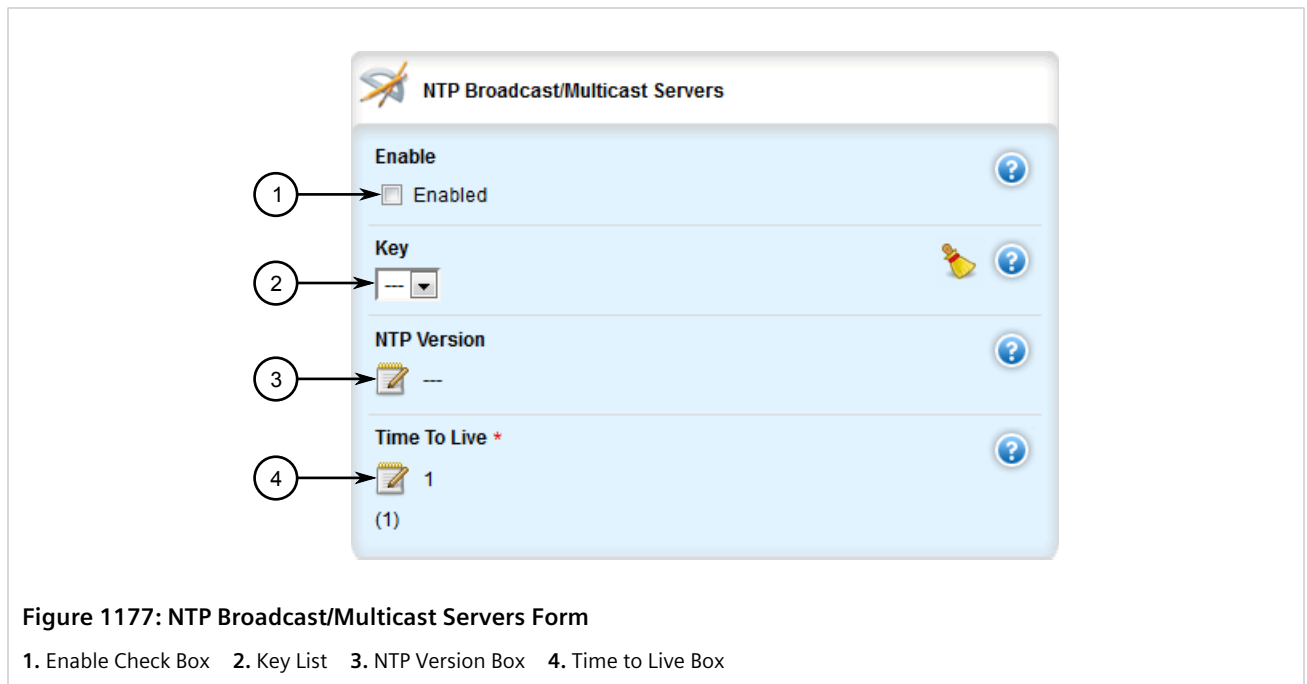 NTP Broadcast/Multicast Servers
Enable
1
Enabled
Key
2
---
NTP Version
3
---
Time To Live *
4
1
(1)
Figure 1177: NTP Broadcast/Multicast Servers Form
1. Enable Check Box 2. Key List 3. NTP Version Box 4. Time to Live Box